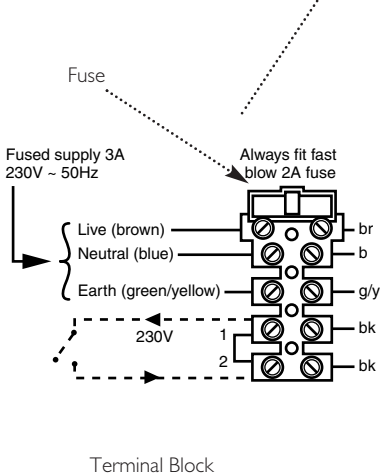 Fuse
Fused supply 3A
230V ~ 50Hz
Always fit fast
blow 2A fuse
Live (brown)
br
Neutral (blue)
b
Earth (green/yellow)
g/y
230V
1
bk
2
bk
Terminal Block